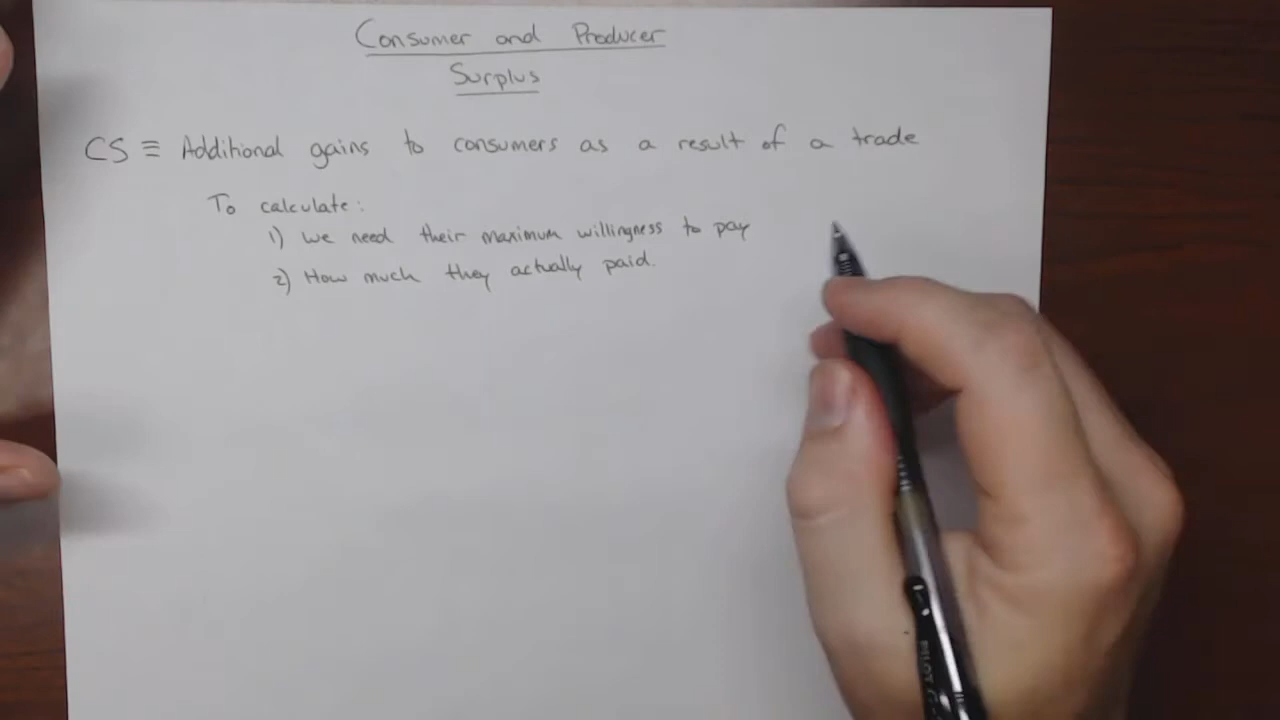 Consumer and Producer
Surplus
CS ≡ Additional gains to consumers as a result of a trade
To calculate:
1) we need their maximum willingness to pay
2) How much they actually paid.
PILOT G